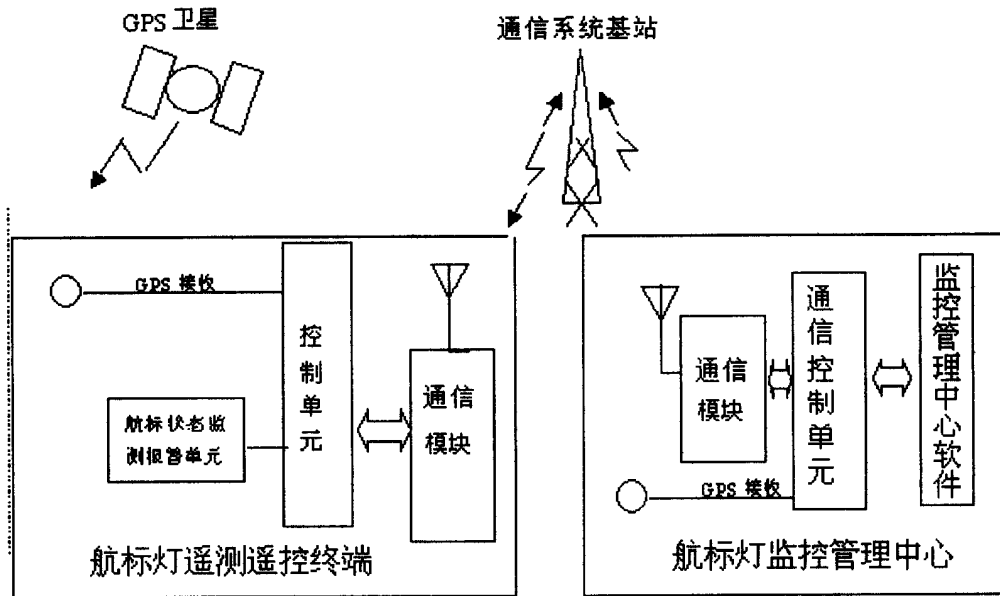 GPS 卫星
通信系统基站
GPS 接收
控制单元
通信
模块
航标状态监
测报警单元
航标灯遥测遥控终端
通信
模块
通信控制单元
监控管理中心软件
GPS 接收
航标灯监控管理中心